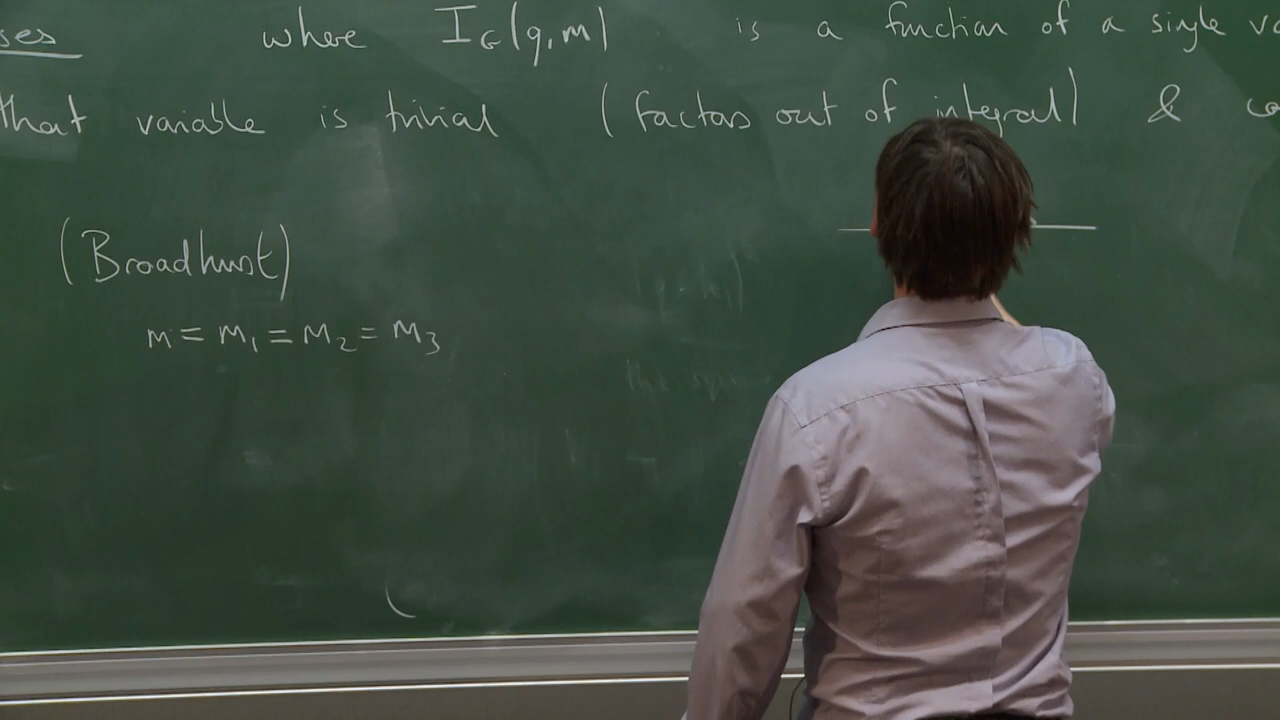 ses where I_G(q,m) is a function of a single va
that variable is trivial (factors out of integral) & co
(Broadhurst)
m = m_1 = m_2 = m_3